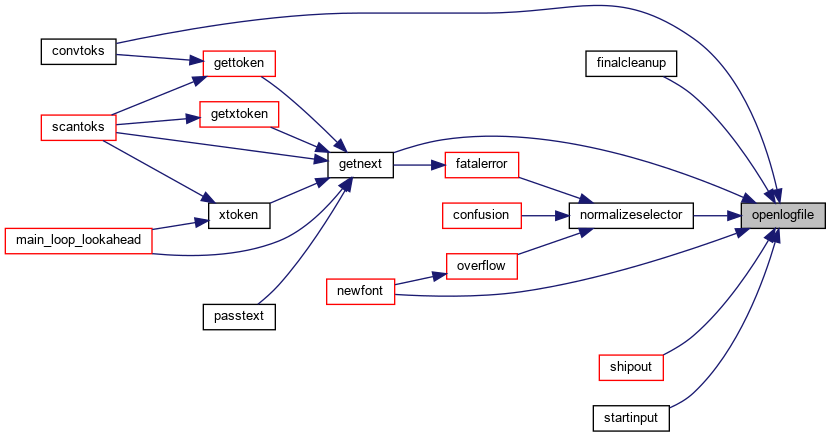 convtoks
gettoken
finalcleanup
scantoks
getxtoken
getnext
fatalerror
xtoken
confusion
normalizeselector
openlogfile
main_loop_lookahead
overflow
newfont
passtext
shipout
startinput